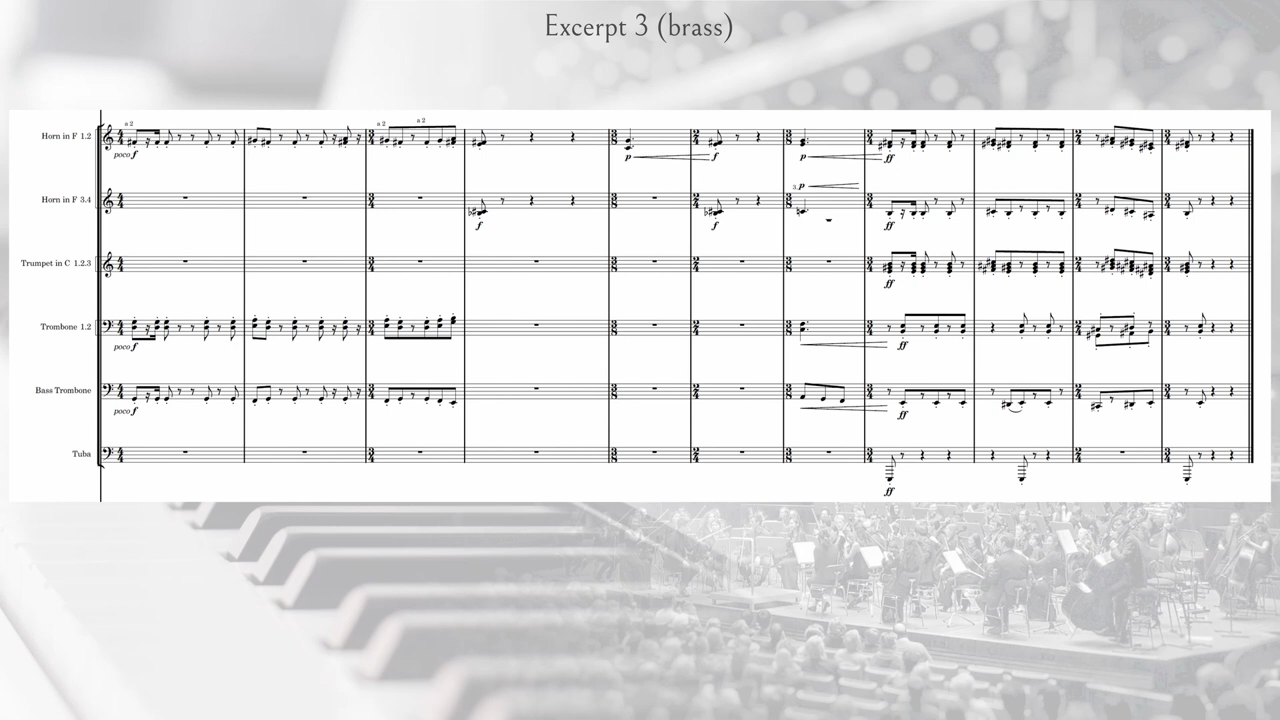 Excerpt 3 (brass)
a 2
a 2
a 2
Horn in F 1.2
poco f
p
f
p
ff
p
3.
Horn in F 3.4
f
f
ff
Trumpet in C 1.2.3
ff
Trombone 1.2
poco f
ff
Bass Trombone
poco f
ff
Tuba
ff